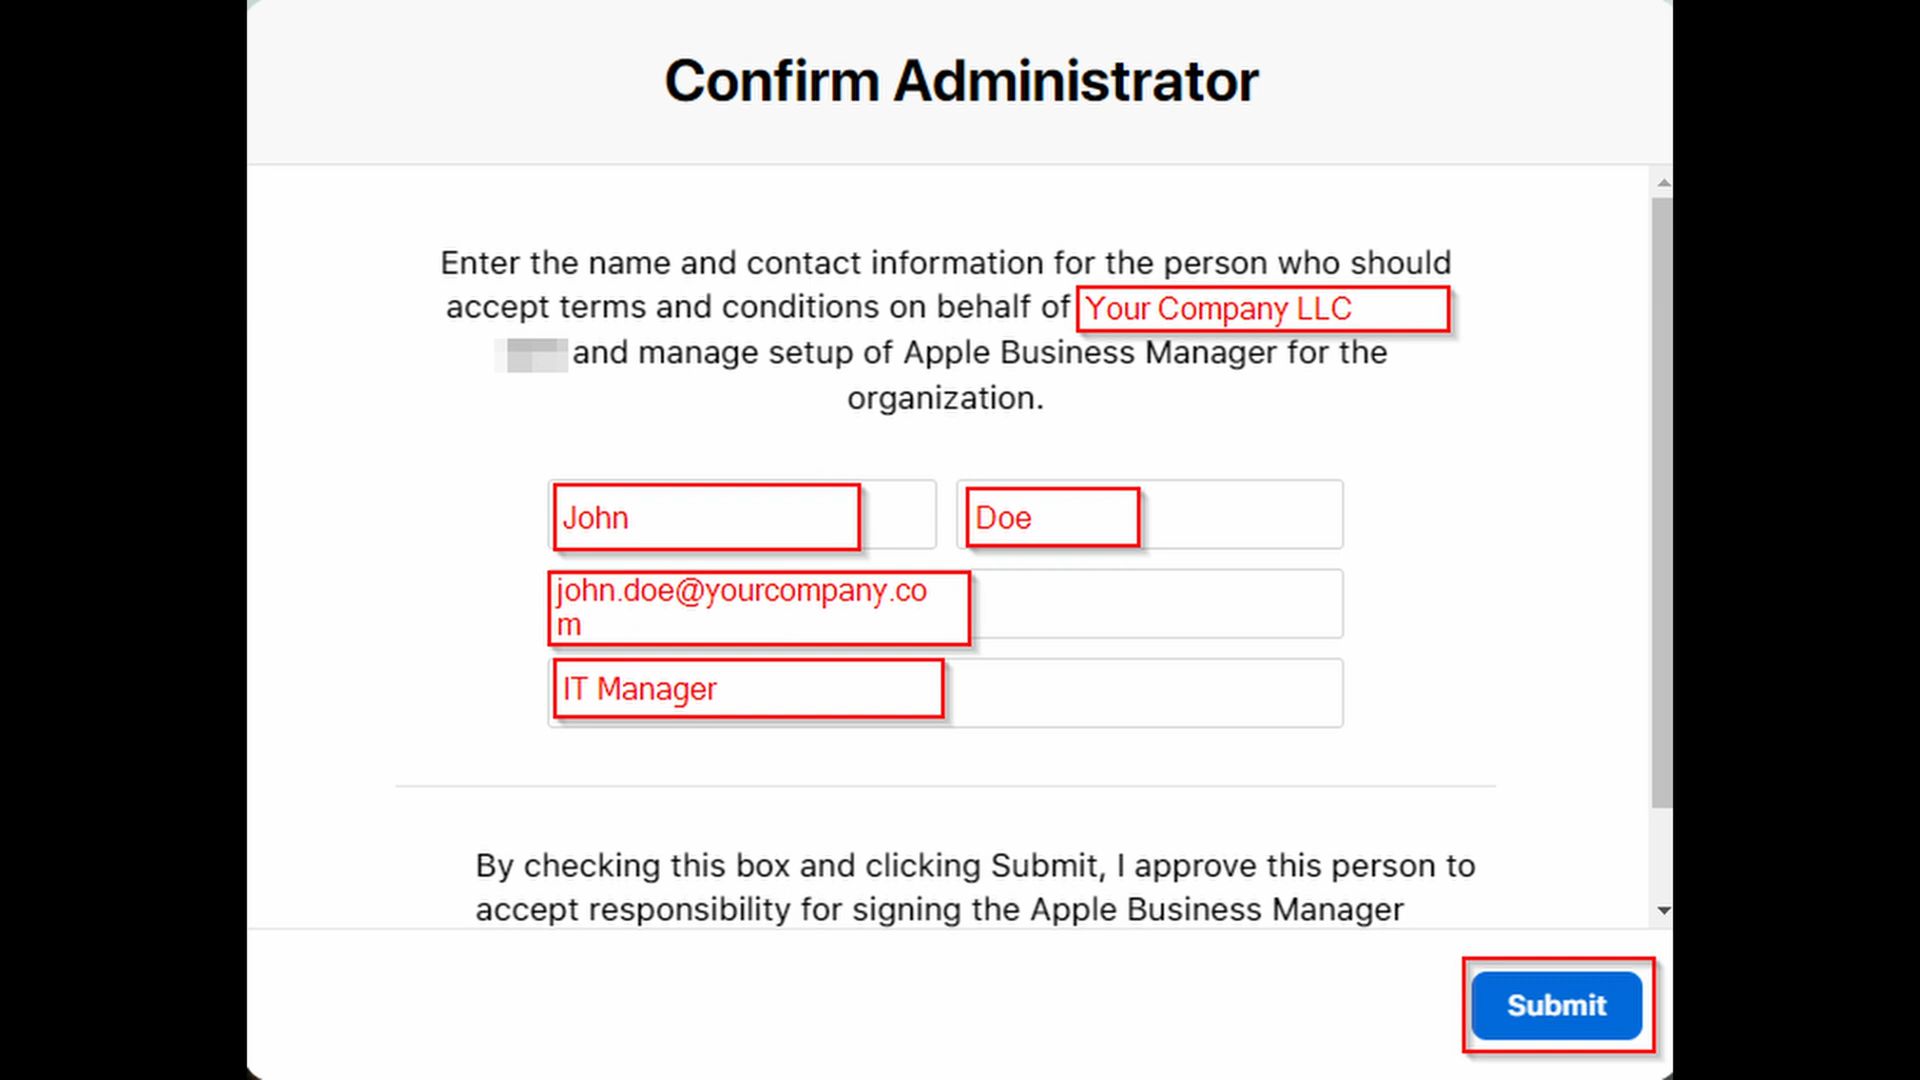 Confirm Administrator
Enter the name and contact information for the person who should
accept terms and conditions on behalf of Your Company LLC
and manage setup of Apple Business Manager for the
organization.
John Doe
john.doe@yourcompany.co
m
IT Manager
By checking this box and clicking Submit, I approve this person to
accept responsibility for signing the Apple Business Manager
Submit